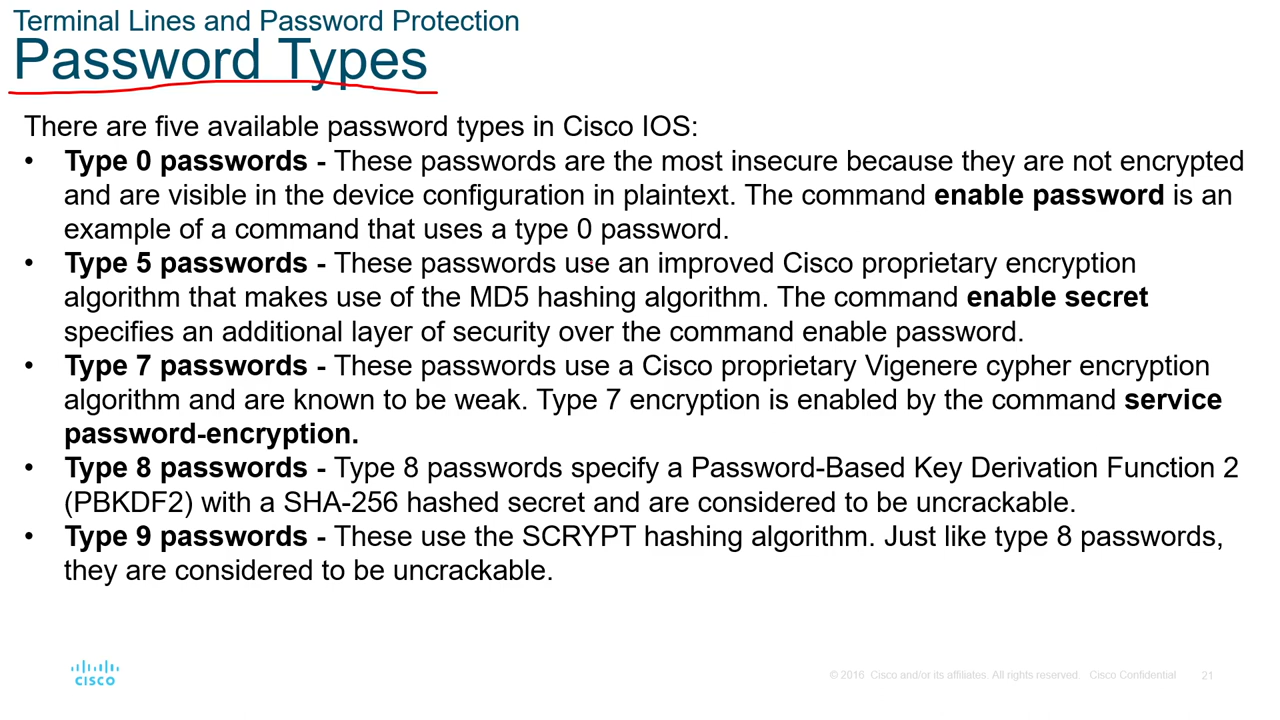 Terminal Lines and Password Protection
Password Types
There are five available password types in Cisco IOS:
• Type 0 passwords - These passwords are the most insecure because they are not encrypted
and are visible in the device configuration in plaintext. The command enable password is an
example of a command that uses a type 0 password.
• Type 5 passwords - These passwords use an improved Cisco proprietary encryption
algorithm that makes use of the MD5 hashing algorithm. The command enable secret
specifies an additional layer of security over the command enable password.
• Type 7 passwords - These passwords use a Cisco proprietary Vigenere cypher encryption
algorithm and are known to be weak. Type 7 encryption is enabled by the command service
password-encryption.
• Type 8 passwords - Type 8 passwords specify a Password-Based Key Derivation Function 2
(PBKDF2) with a SHA-256 hashed secret and are considered to be uncrackable.
• Type 9 passwords - These use the SCRYPT hashing algorithm. Just like type 8 passwords,
they are considered to be uncrackable.
CISCO
© 2016 Cisco and/or its affiliates. All rights reserved. Cisco Confidential 21